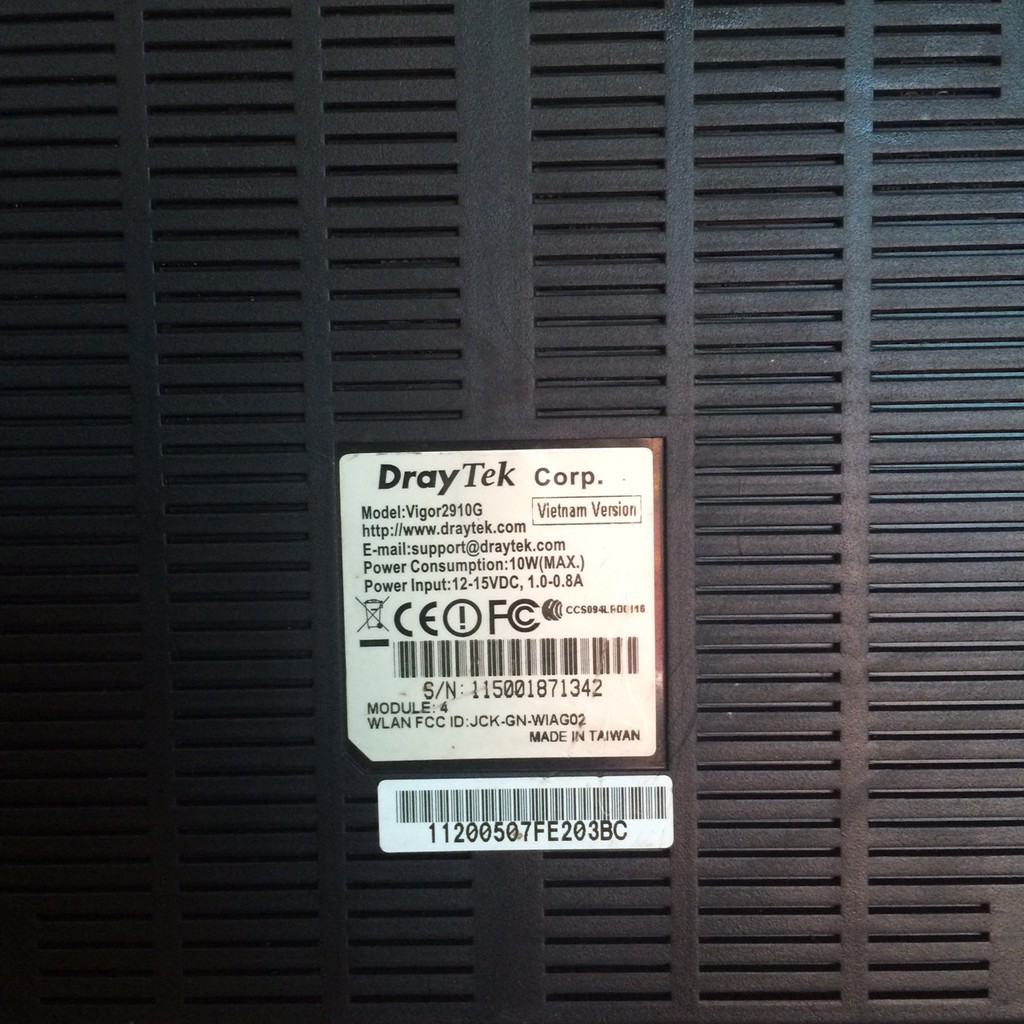 DrayTek Corp.
Model:Vigor2910G
Vietnam Version
http://www.draytek.com
E-mail:support@draytek.com
Power Consumption:10W(MAX.)
Power Input:12-15VDC, 1.0-0.8A
CE FC
S/N: 115001871342
MODULE: 4
WLAN FCC ID:JCK-GN-WIAG02
MADE IN TAIWAN
11200507FE203BC